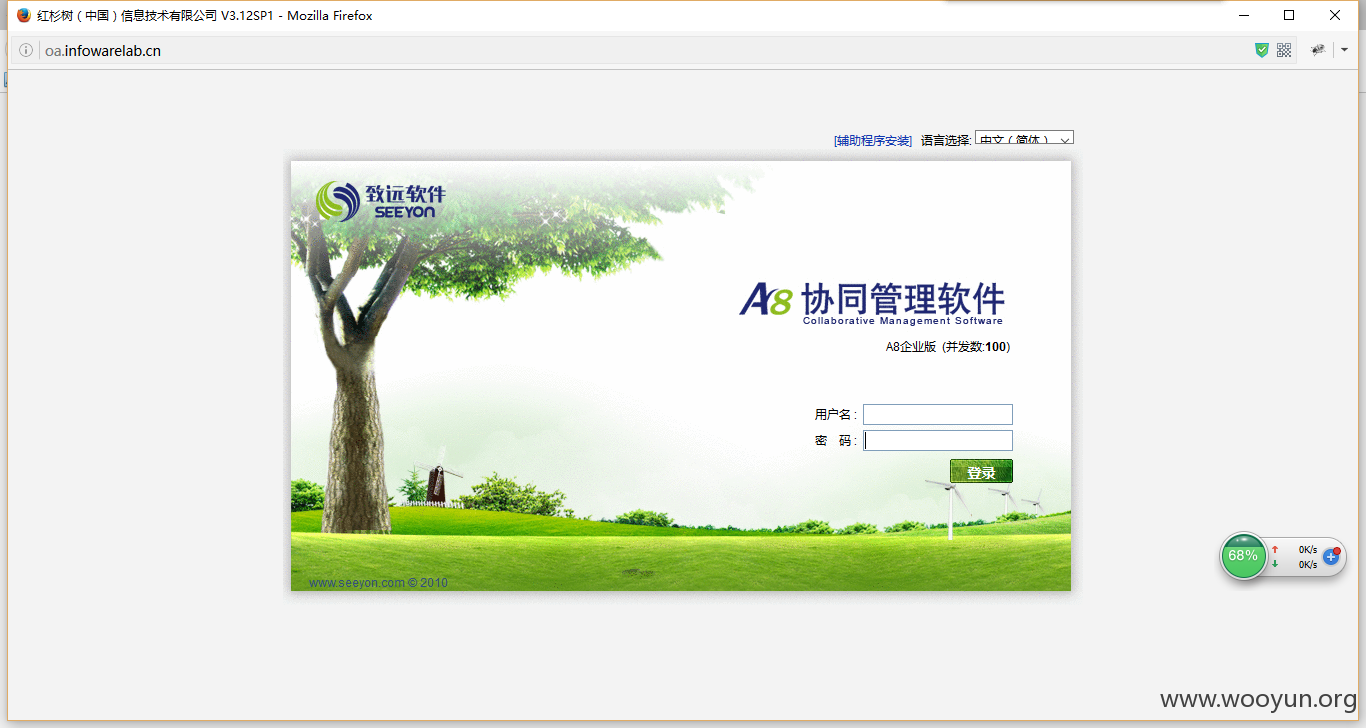 红杉树（中国）信息技术有限公司 V3.12SP1 - Mozilla Firefox
oa.infowarelab.cn
[辅助程序安装] 语言选择: 中文（简体）
致远软件
SEEYON
A8 协同管理软件
Collaborative Management Software
A8企业版 (并发数:100)
用户名 :
密 码 :
登录
68% 0K/s
0K/s
www.seeyon.com © 2010
www.wooyun.org